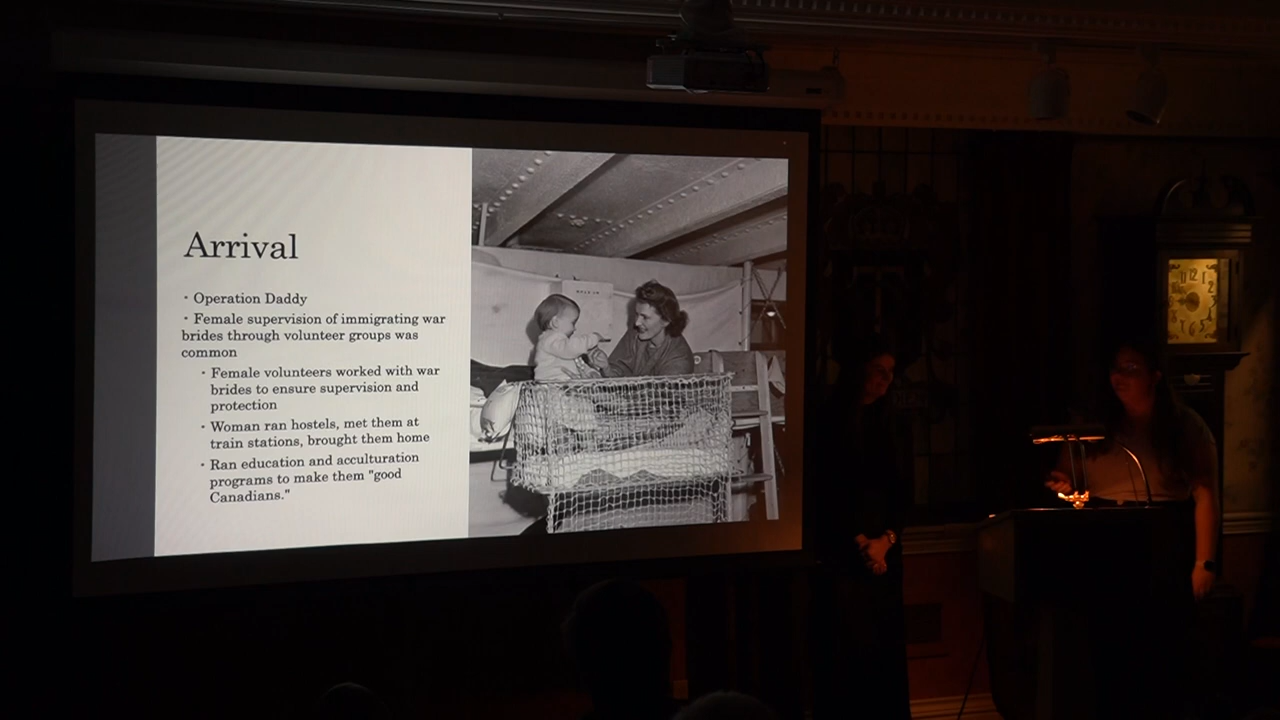 Arrival
· Operation Daddy
· Female supervision of immigrating war
brides through volunteer groups was
common
· Female volunteers worked with war
brides to ensure supervision and
protection
· Woman ran hostels, met them at
train stations, brought them home
· Ran education and acculturation
programs to make them "good
Canadians."